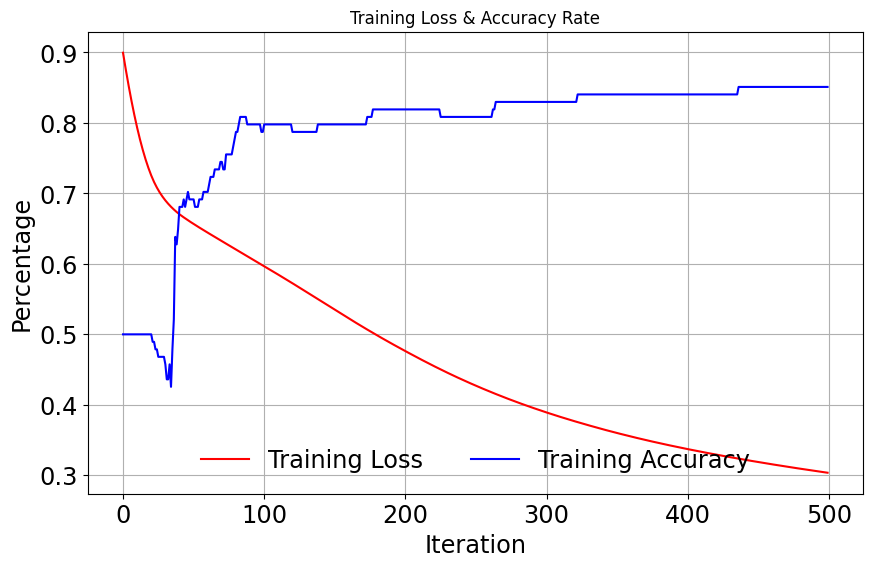 Training Loss & Accuracy Rate
0.9
0.8
0.7
0.6
0.5
0.4
0.3
Percentage
Training Loss
Training Accuracy
0 100 200 300 400 500
Iteration